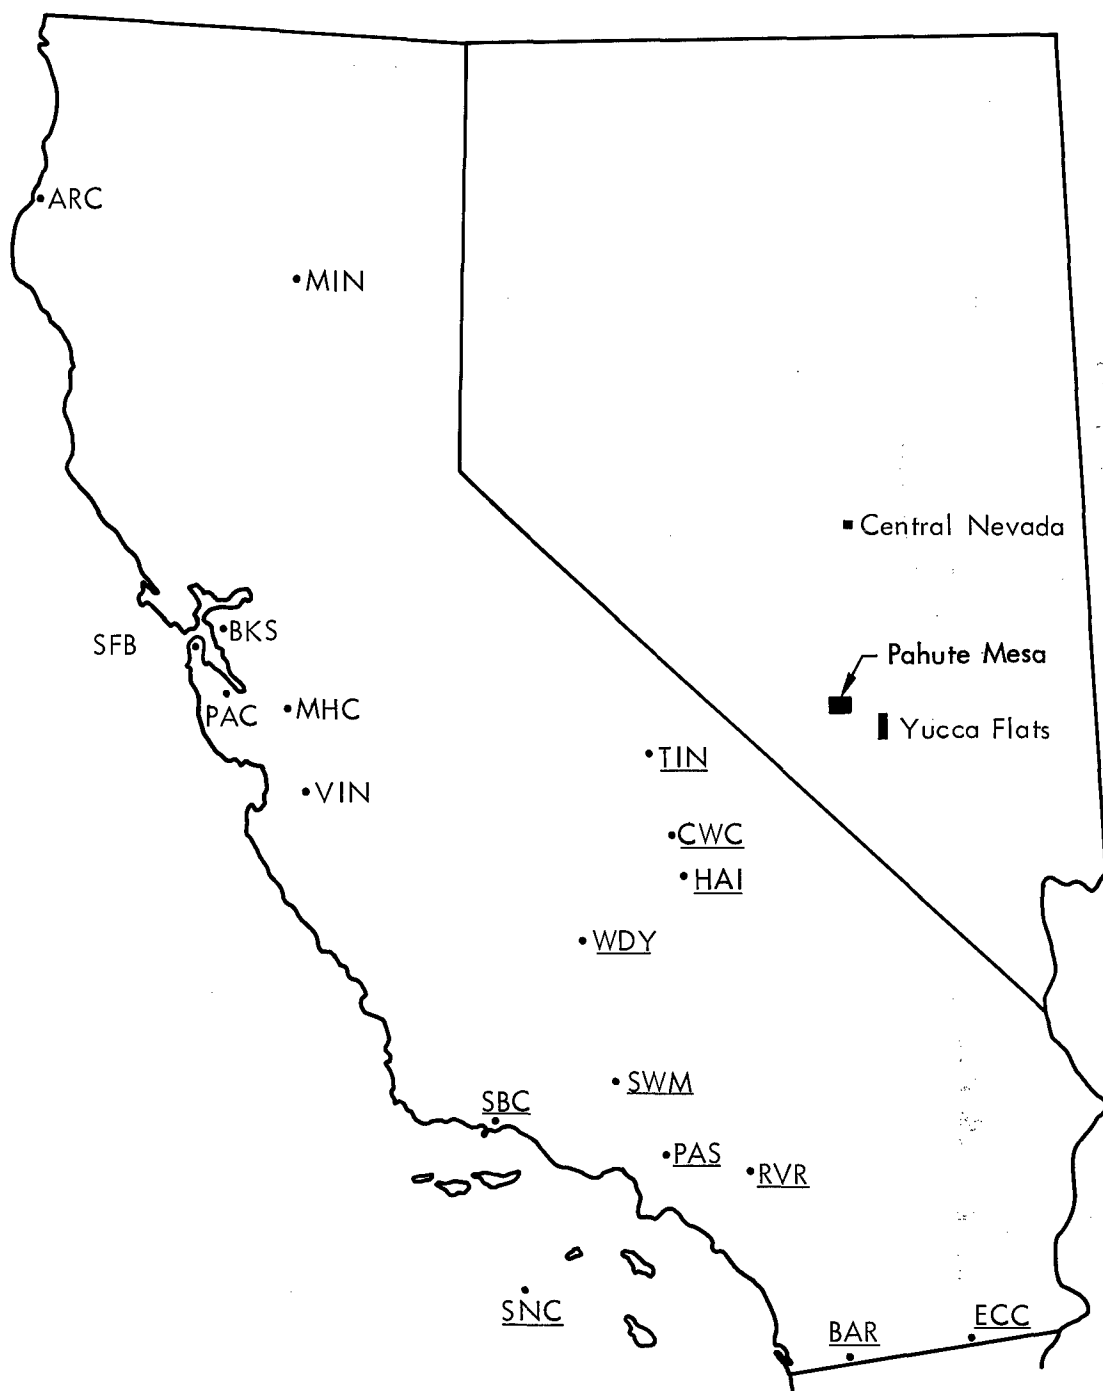 ARC
MIN
Central Nevada
BKS
SFB
Pahute Mesa
PAC
MHC
Yucca Flats
TIN
VIN
CWC
HAI
WDY
SWM
SBC
PAS
RVR
SNC
ECC
BAR